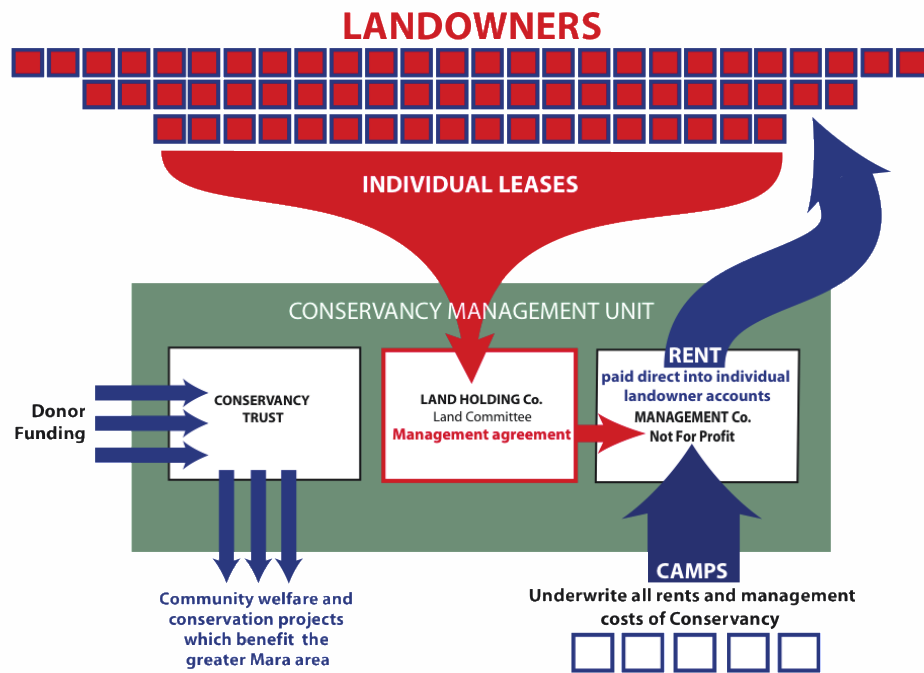 LANDOWNERS
INDIVIDUAL LEASES
CONSERVANCY MANAGEMENT UNIT
Donor
Funding
CONSERVANCY
TRUST
LAND HOLDING Co.
Land Committee
Management agreement
RENT
paid direct into individual
landowner accounts
MANAGEMENT Co.
Not For Profit
Community welfare and
conservation projects
which benefit the
greater Mara area
CAMPS
Underwrite all rents and management
costs of Conservancy